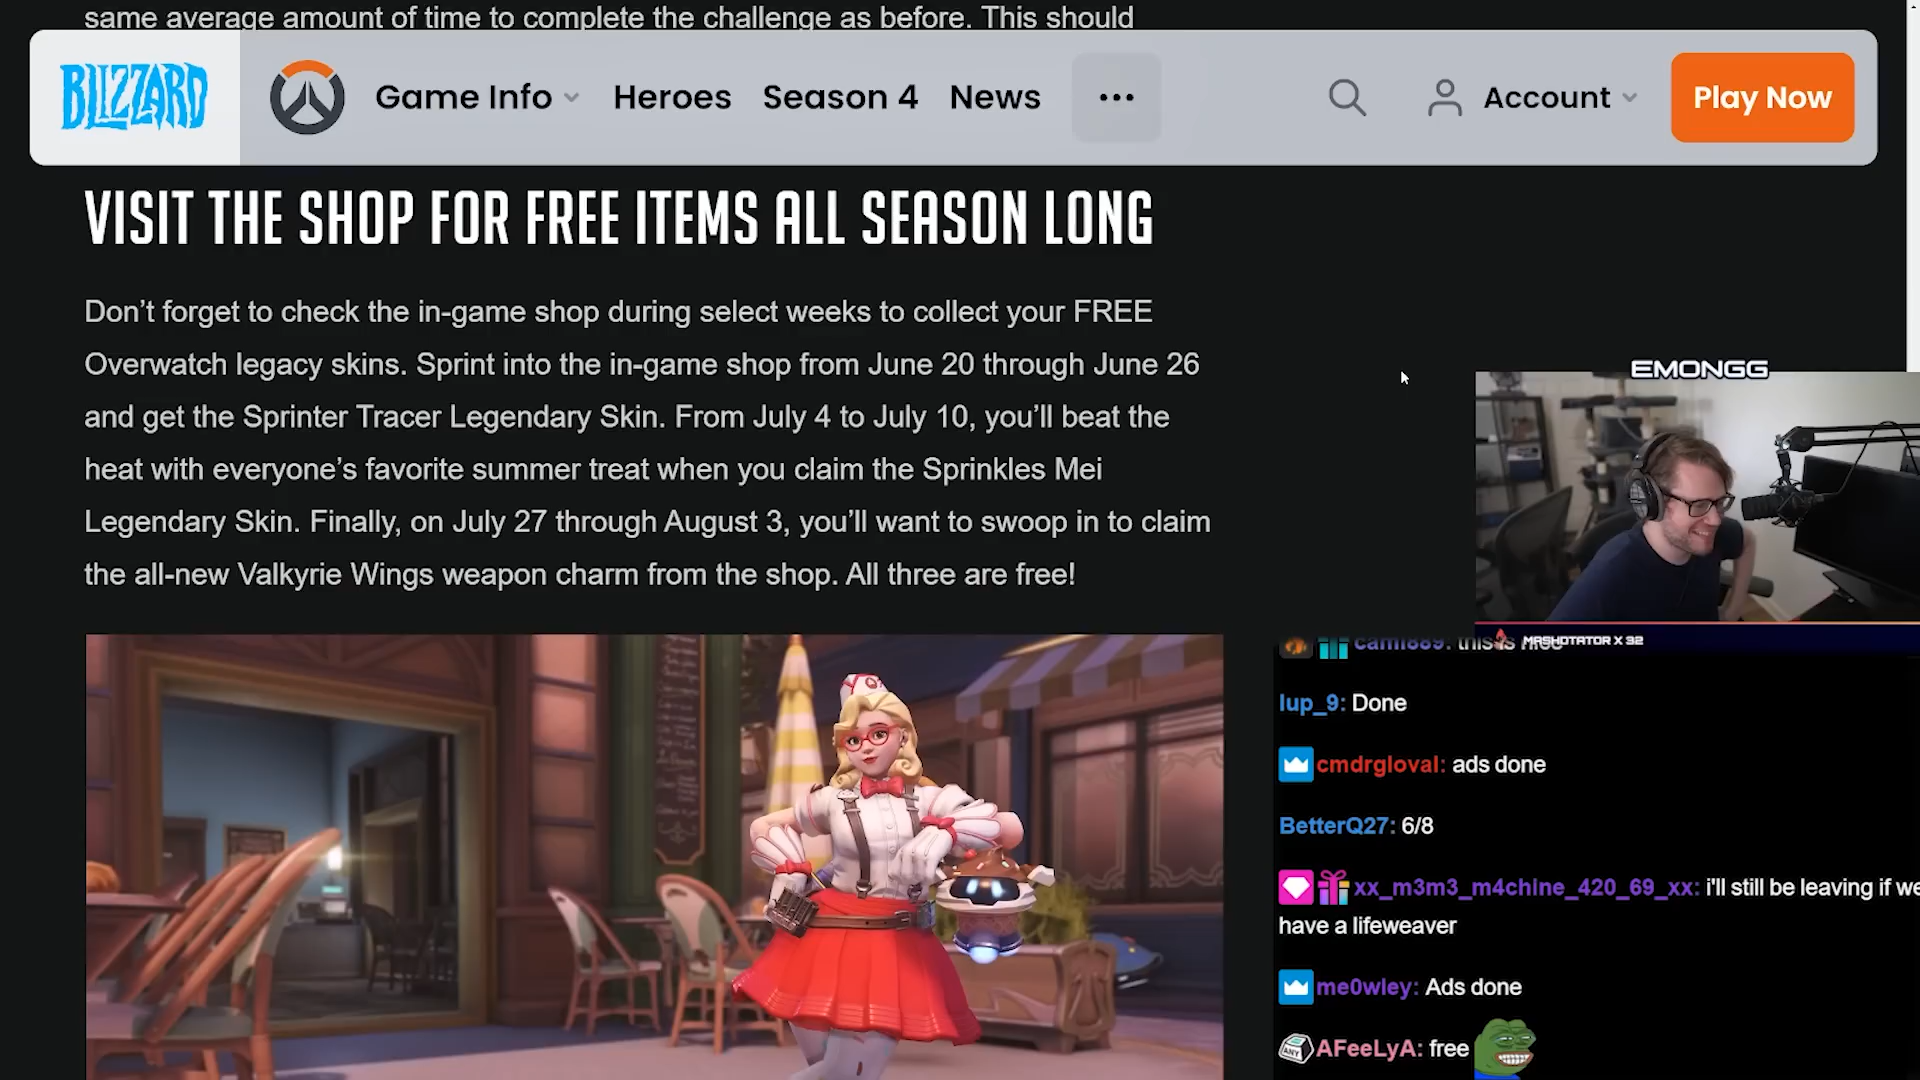 same average amount of time to complete the challenge as before. This should
BLIZZARD
Game Info
Heroes
Season 4
News
Account
Play Now
VISIT THE SHOP FOR FREE ITEMS ALL SEASON LONG
Don’t forget to check the in-game shop during select weeks to collect your FREE
Overwatch legacy skins. Sprint into the in-game shop from June 20 through June 26
and get the Sprinter Tracer Legendary Skin. From July 4 to July 10, you’ll beat the
heat with everyone’s favorite summer treat when you claim the Sprinkles Mei
Legendary Skin. Finally, on July 27 through August 3, you’ll want to swoop in to claim
the all-new Valkyrie Wings weapon charm from the shop. All three are free!
EMONGG
MASHOTATOR X 32
lup_9: Done
cmdrgloval: ads done
BetterQ27: 6/8
xx_m3m3_m4chine_420_69_xx: i'll still be leaving if we
have a lifeweaver
me0wley: Ads done
ANY
AFeeLyA: free